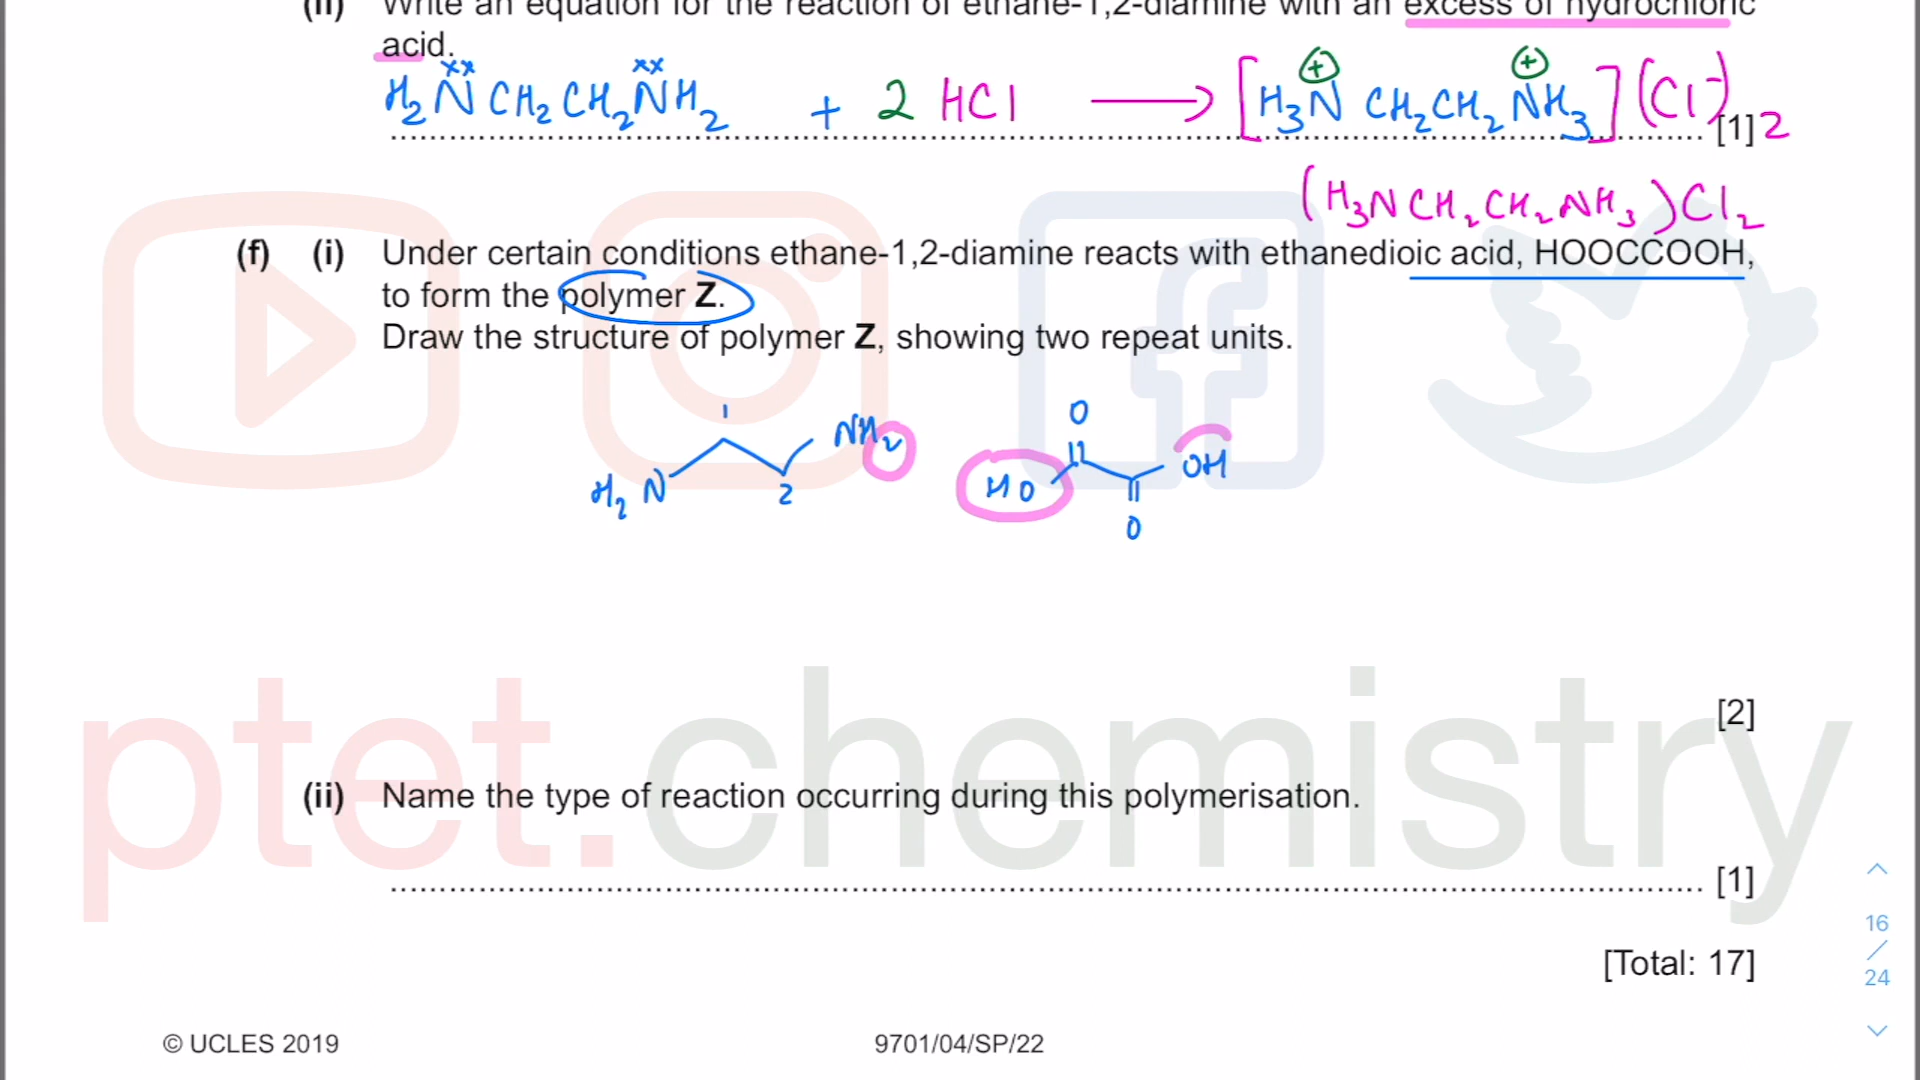 (ii) Write an equation for the reaction of ethane-1,2-diamine with an excess of hydrochloric
acid.
H₂N CH₂CH₂NH₂ + 2 HCl ⟶ [H₃N⊕ CH₂CH₂N⊕H₃](Cl⁻)₂
[1]
(H₃NCH₂CH₂NH₃)Cl₂
(f) (i) Under certain conditions ethane-1,2-diamine reacts with ethanedioic acid, HOOCCOOH,
to form the polymer Z.
Draw the structure of polymer Z, showing two repeat units.
1 NH₂ O
H₂N 2 HO OH
O
[2]
ptet.chemistry
(ii) Name the type of reaction occurring during this polymerisation.
[1]
16
/
24
[Total: 17]
© UCLES 2019 9701/04/SP/22